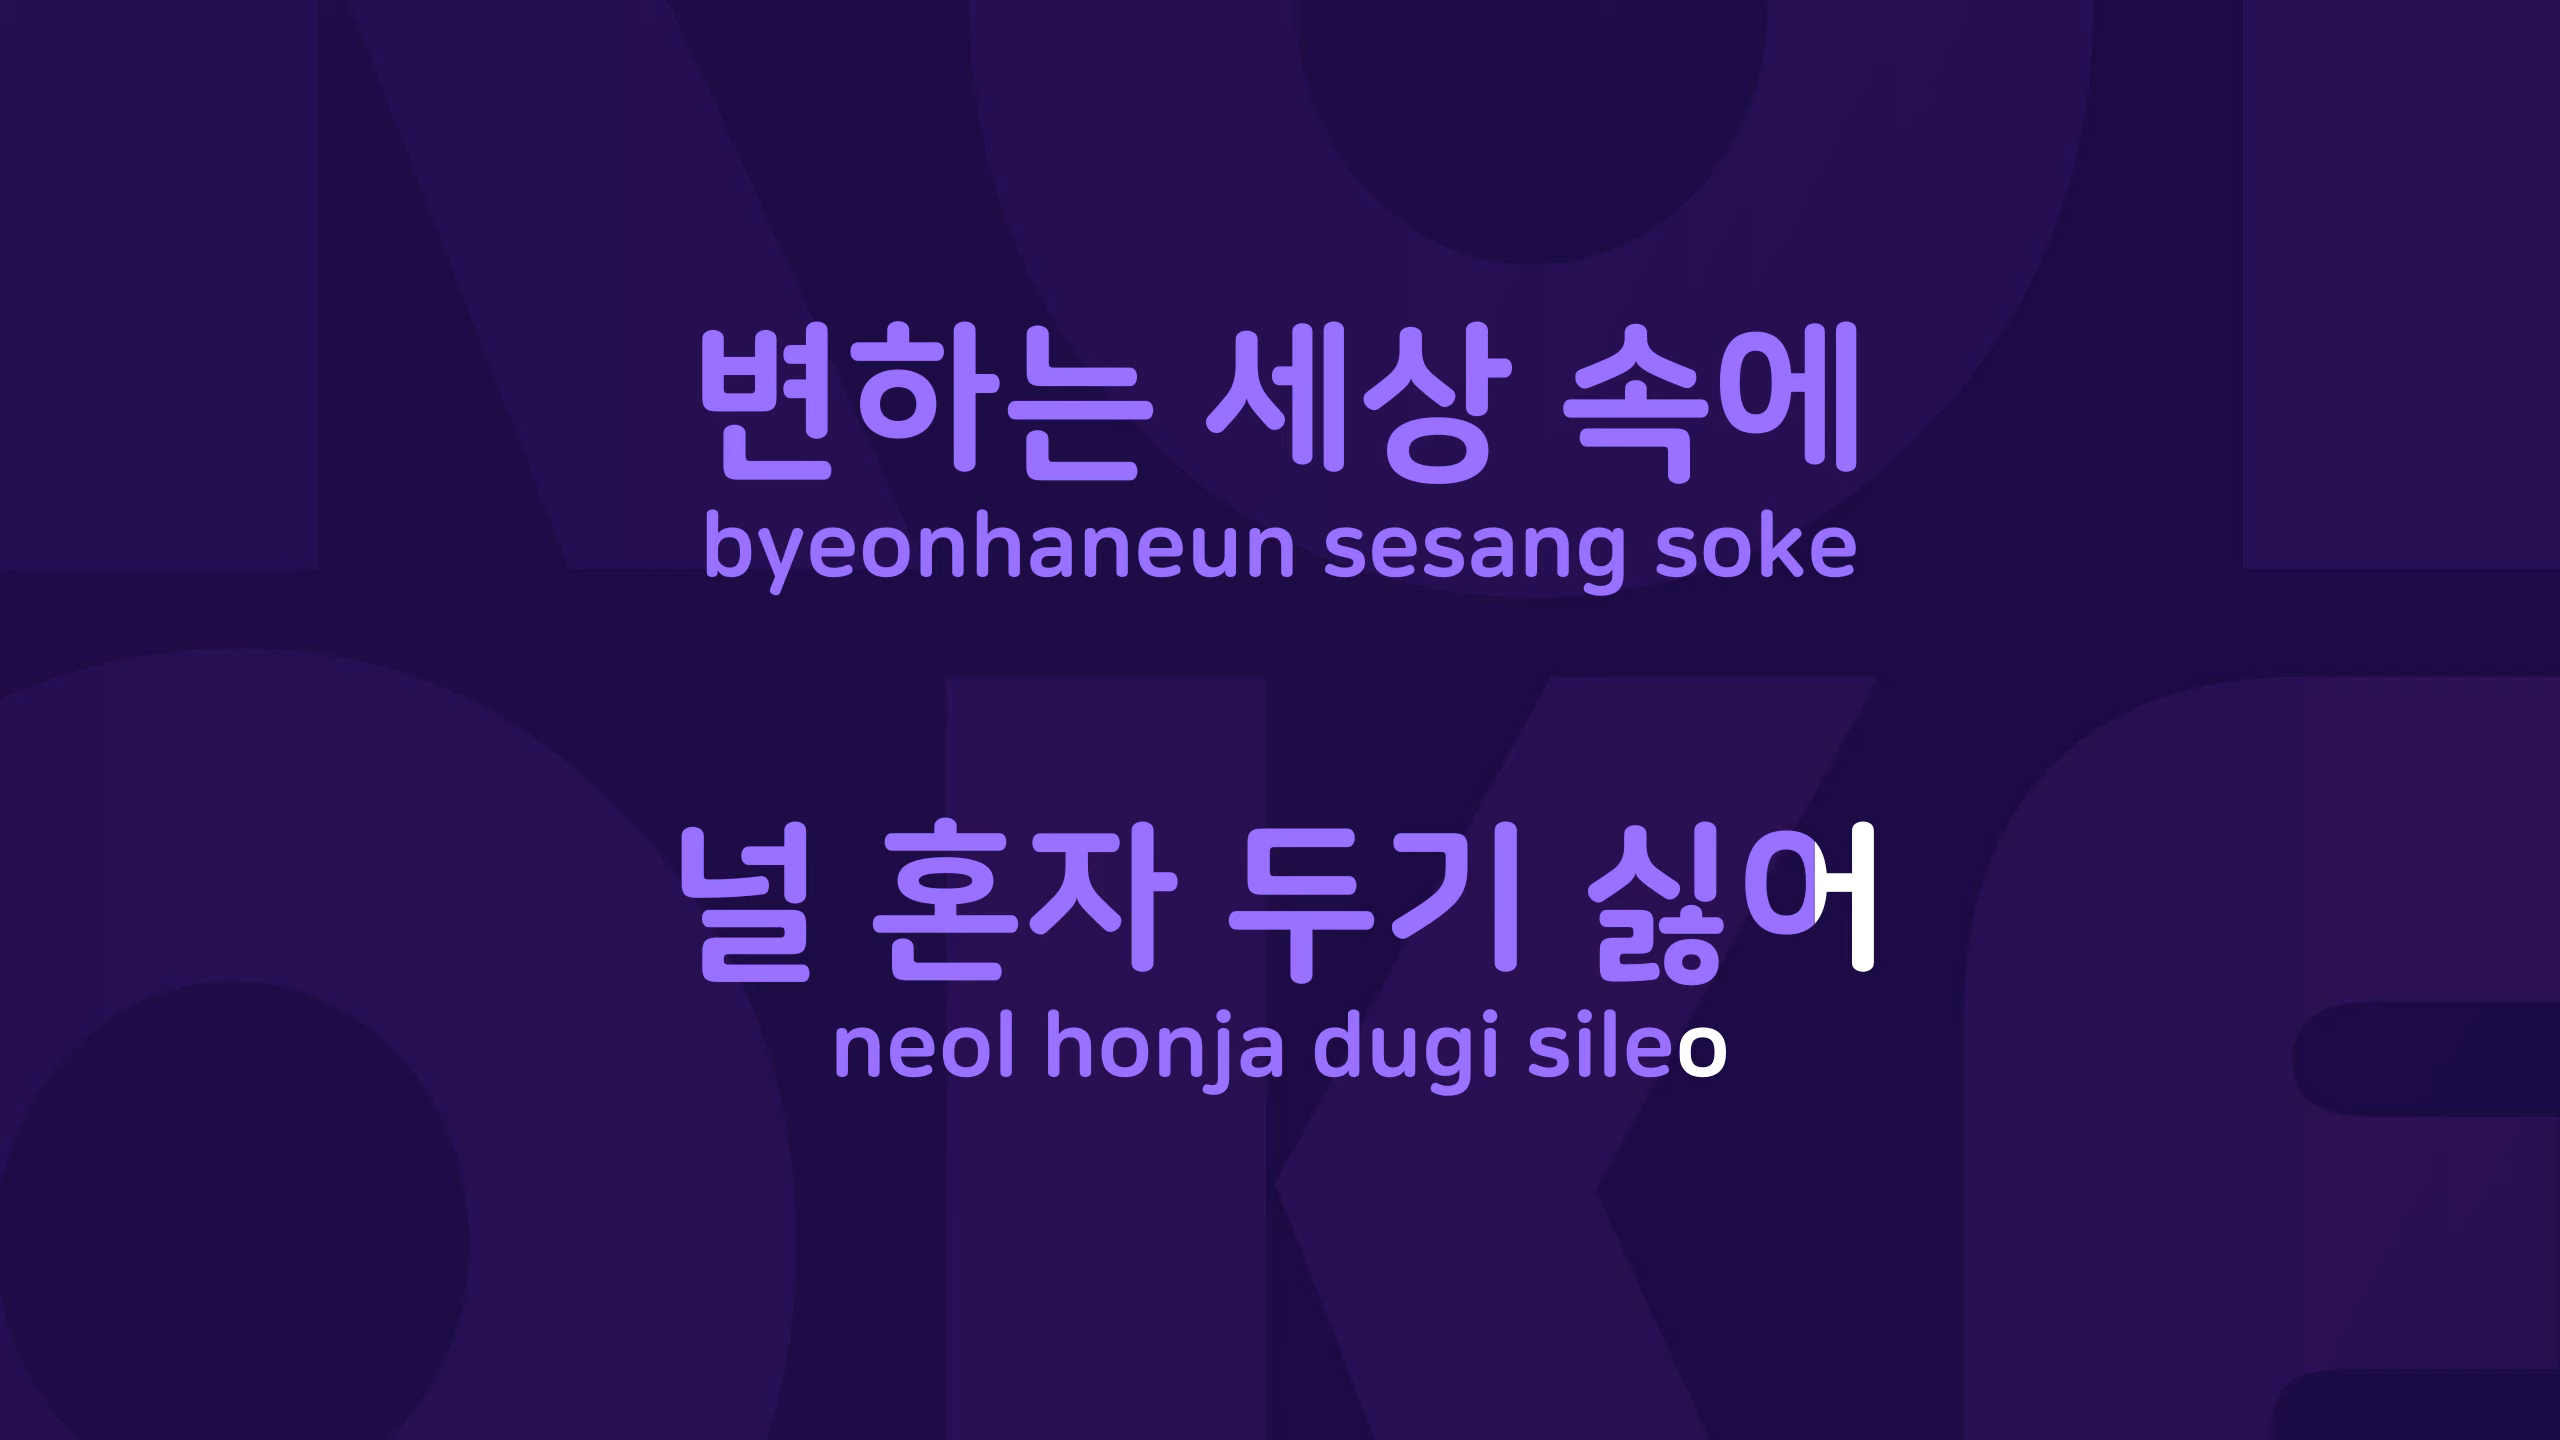 변하는 세상 속에
byeonhaneun sesang soke
널 혼자 두기 싫어
neol honja dugi sileo